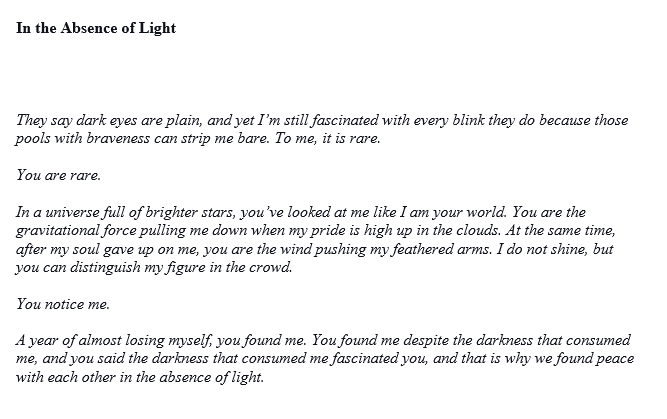 In the Absence of Light
They say dark eyes are plain, and yet I'm still fascinated with every blink they do because those
pools with braveness can strip me bare. To me, it is rare.
You are rare.
In a universe full of brighter stars, you've looked at me like I am your world. You are the
gravitational force pulling me down when my pride is high up in the clouds. At the same time,
after my soul gave up on me, you are the wind pushing my feathered arms. I do not shine, but
you can distinguish my figure in the crowd.
You notice me.
A year of almost losing myself, you found me. You found me despite the darkness that consumed
me, and you said the darkness that consumed me fascinated you, and that is why we found peace
with each other in the absence of light.